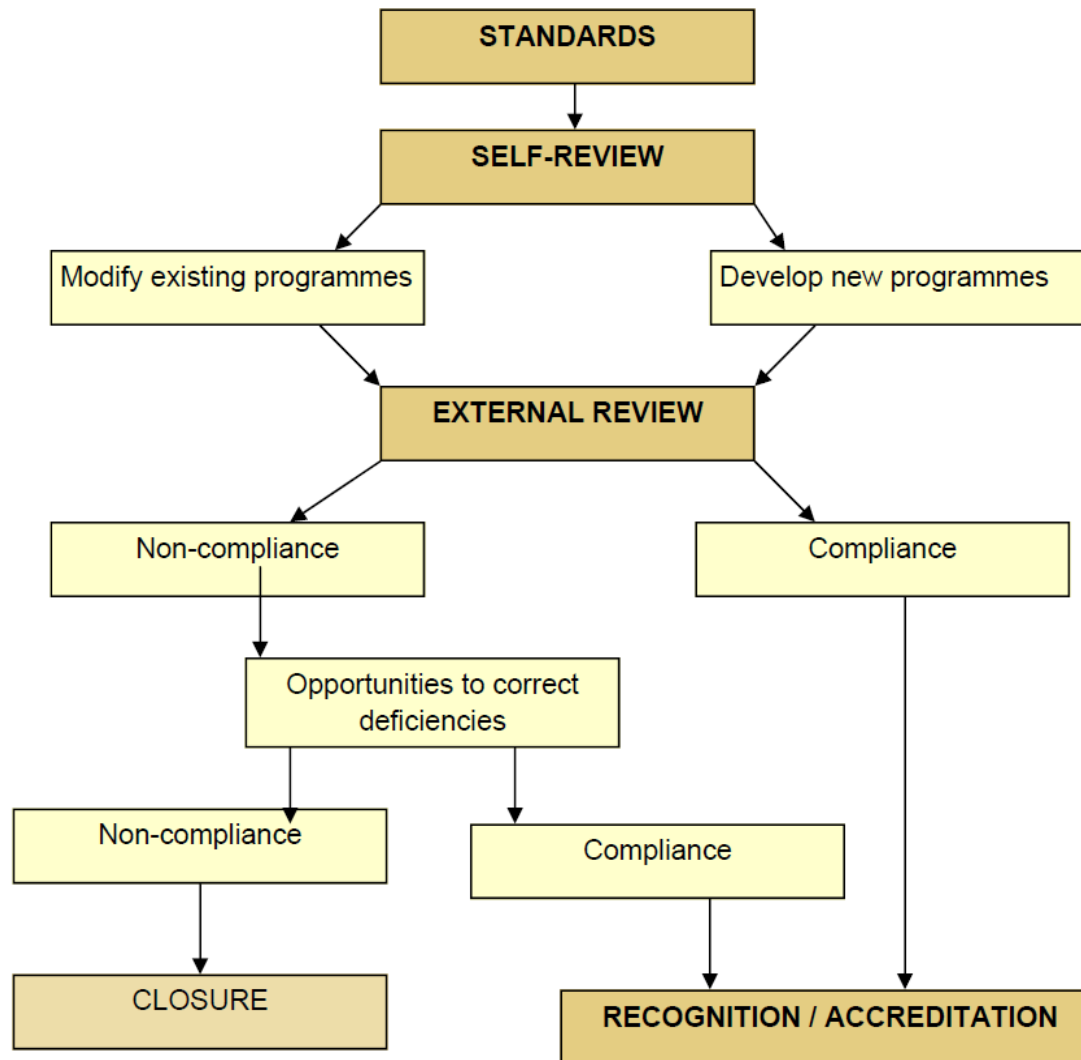 STANDARDS
SELF-REVIEW
Modify existing programmes
Develop new programmes
EXTERNAL REVIEW
Non-compliance
Compliance
Opportunities to correct
deficiencies
Non-compliance
Compliance
CLOSURE
RECOGNITION / ACCREDITATION